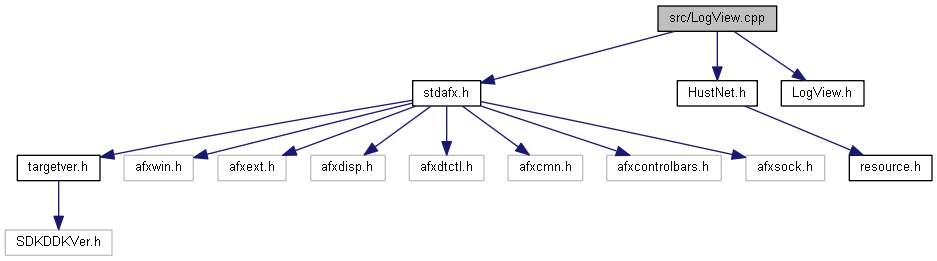 src/LogView.cpp
stdafx.h
HustNet.h
LogView.h
targetver.h
afxwin.h
afxext.h
afxdisp.h
afxdtctl.h
afxcmn.h
afxcontrolbars.h
afxsock.h
resource.h
SDKDDKVer.h